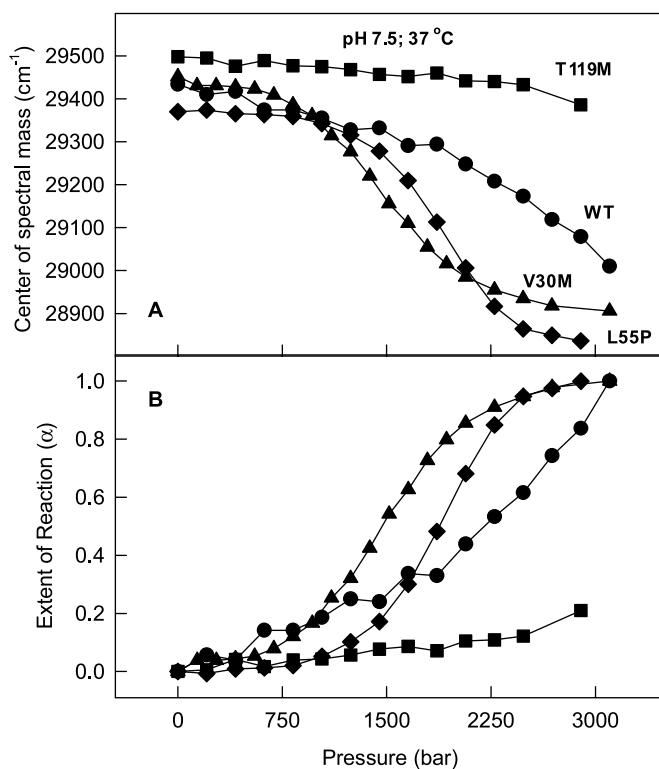 pH 7.5; 37 °C
Center of spectral mass (cm⁻¹)
29500
29400
29300
29200
29100
29000
28900
T119M
WT
V30M
L55P
A
B
Extent of Reaction (α)
1.0
0.8
0.6
0.4
0.2
0.0
0 750 1500 2250 3000
Pressure (bar)